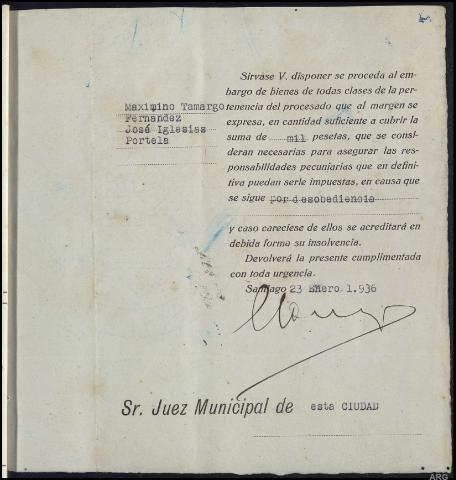 Sírvase V. disponer se proceda al em-
bargo de bienes de todas clases de la per-
tenencia del procesado que al margen se
expresa, en cantidad suficiente a cubrir la
suma de mil pesetas, que se consi-
deran necesarias para asegurar las res-
ponsabilidades pecuniarias que en defini-
tiva puedan serle impuestas, en causa que
se sigue por desobediencia
y caso careciese de ellos se acreditará en
debida forma su insolvencia.
Devolverá la presente cumplimentada
con toda urgencia.
Santiago 23 Enero 1.936
Maximino Tamargo
Fernandez
José Iglesias
Portela
Sr. Juez Municipal de esta CIUDAD
ARG